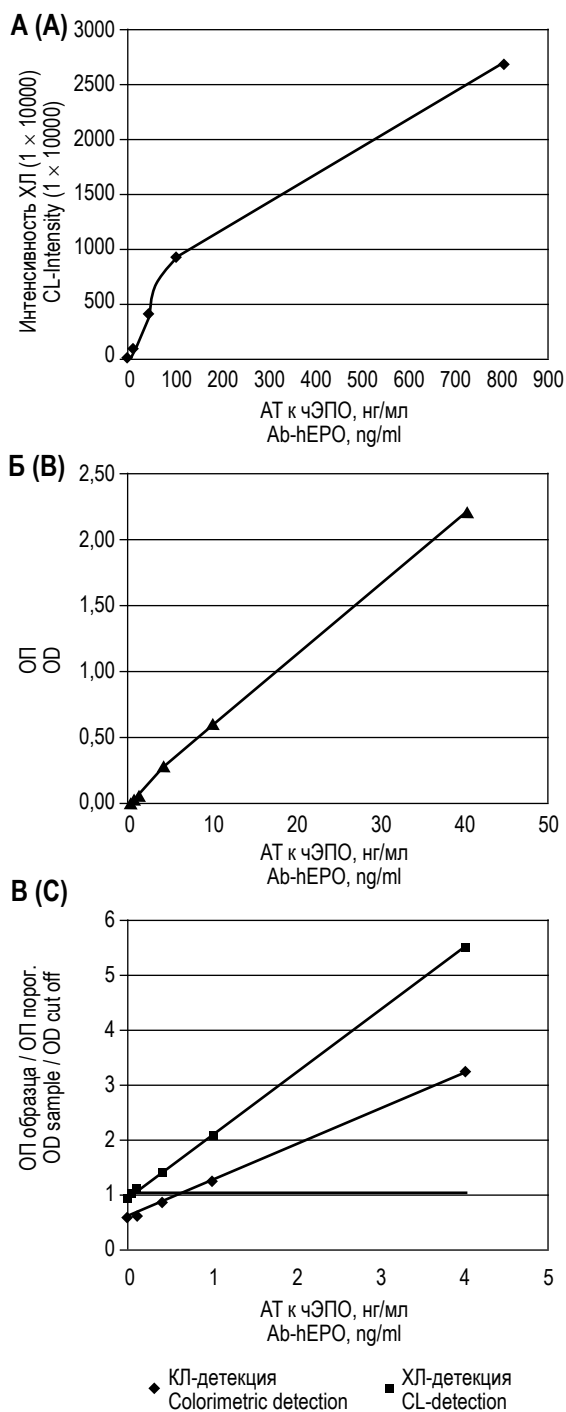 А (A)
3000
2500
2000
1500
1000
500
0
Интенсивность ХЛ (1 × 10000)
CL-Intensity (1 × 10000)
0 100 200 300 400 500 600 700 800 900
АТ к чЭПО, нг/мл
Ab-hEPO, ng/ml
Б (B)
2,50
2,00
1,50
1,00
0,50
0,00
ОП
OD
0 10 20 30 40 50
АТ к чЭПО, нг/мл
Ab-hEPO, ng/ml
В (C)
6
5
4
3
2
1
0
ОП образца / ОП порог.
OD sample / OD cut off
0 1 2 3 4 5
АТ к чЭПО, нг/мл
Ab-hEPO, ng/ml
КЛ-детекция
Colorimetric detection
ХЛ-детекция
CL-detection